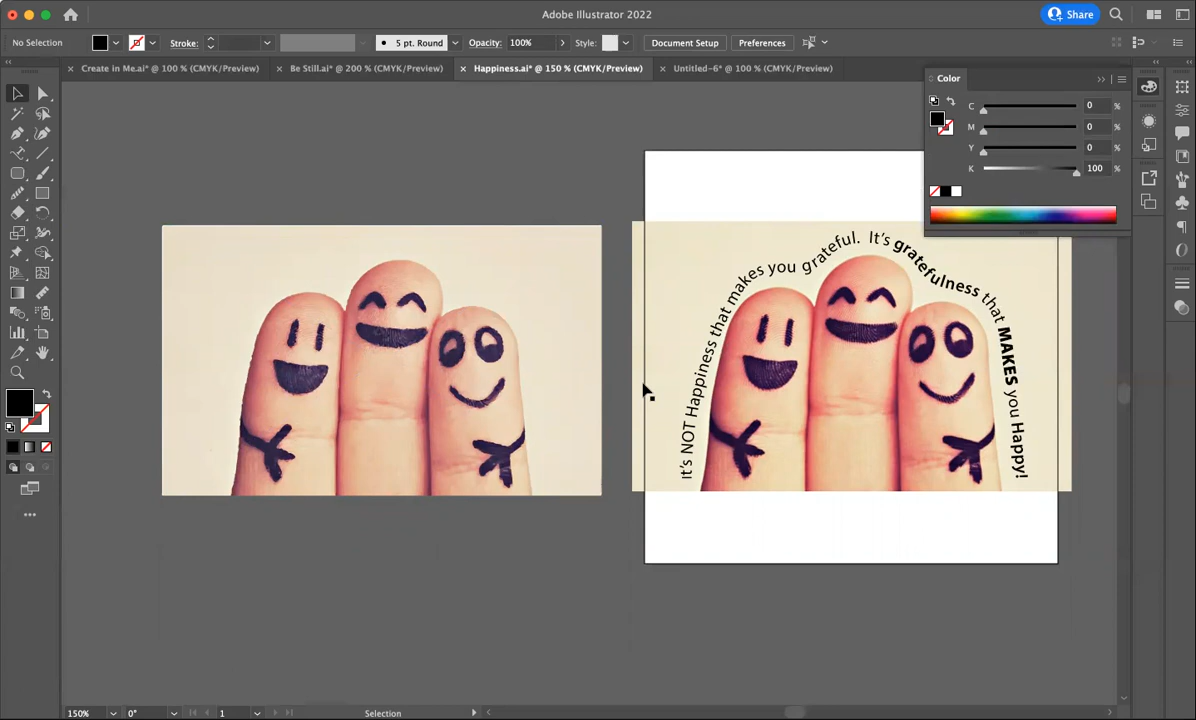 Adobe Illustrator 2022
Share
No Selection
Stroke:
5 pt. Round
Opacity: 100%
Style:
Document Setup
Preferences
× Create in Me.ai* @ 100 % (CMYK/Preview)
× Be Still.ai* @ 200 % (CMYK/Preview)
× Happiness.ai* @ 150 % (CMYK/Preview)
× Untitled-6* @ 100 % (CMYK/Preview)
Color
C 0 %
M 0 %
Y 0 %
K 100 %
It's NOT Happiness that makes you grateful. It's gratefulness that MAKES you Happy!
150%
0°
1
Selection